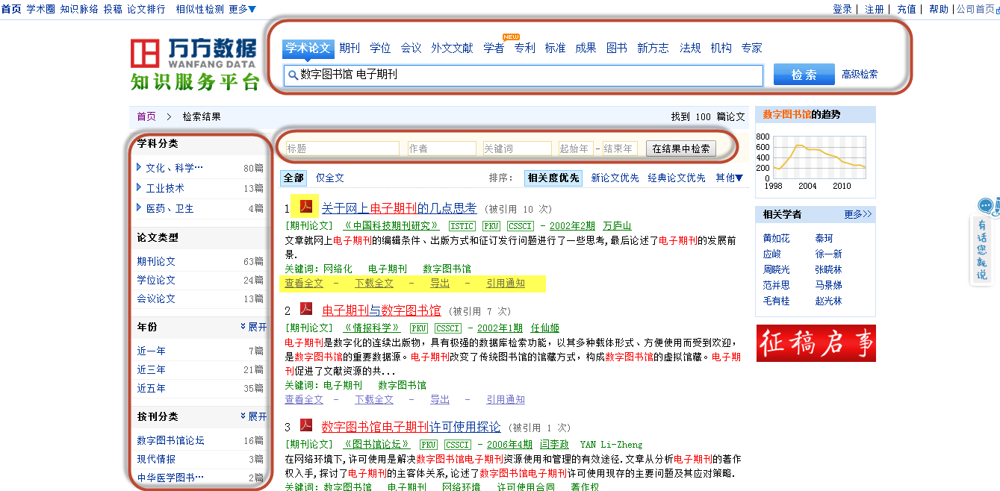 首页 学术圈 知识脉络 投稿 论文排行 相似性检测 更多▼ 登录 | 注册 | 充值 | 帮助 | 公司首页
万方数据
WANFANG DATA
知识服务平台
NEW
学术论文 期刊 学位 会议 外文文献 学者 专利 标准 成果 图书 新方志 法规 机构 专家
数字图书馆 电子期刊 检索 高级检索
首页 > 检索结果 找到 100 篇论文
标题 作者 关键词 起始年 - 结束年 在结果中检索
全部 仅全文 排序： 相关度优先 新论文优先 经典论文优先 其他▼
学科分类
文化、科学… 80篇
工业技术 13篇
医药、卫生 4篇
论文类型
期刊论文 63篇
学位论文 24篇
会议论文 13篇
年份 展开
近一年 7篇
近三年 21篇
近五年 35篇
按刊分类 展开
数字图书馆论坛 16篇
现代情报 3篇
中华医学图书… 2篇
1 关于网上电子期刊的几点思考 (被引用 10 次)
[期刊论文] 《中国科技期刊研究》 ISTIC PKU CSSCI - 2002年2期 万庐山
文章就网上电子期刊的编辑条件、出版方式和征订发行问题进行了一些思考,最后论述了电子期刊的发展前
景.
关键词：网络化 电子期刊 数字图书馆
查看全文 - 下载全文 - 导出 - 引用通知
2 电子期刊与数字图书馆 (被引用 7 次)
[期刊论文] 《情报科学》 PKU CSSCI - 2002年1期 任仙姬
电子期刊是数字化的连续出版物，具有极强的数据库检索功能，以其多种载体形式、方便使用而受到欢迎，
是数字图书馆的重要数据源。电子期刊改变了传统图书馆的馆藏方式，构成数字图书馆的虚拟馆藏。电子期
刊促进了文献资源的共...
关键词：电子期刊 数字图书馆
查看全文 - 下载全文 - 导出 - 引用通知
3 数字图书馆电子期刊许可使用探论 (被引用 1 次)
[期刊论文] 《图书馆论坛》 PKU CSSCI - 2006年4期 闫李政 YAN Li-Zheng
在网络环境下,许可使用是解决数字图书馆电子期刊资源使用和管理的有效途径.文章从分析电子期刊的著作
权入手,探讨了电子期刊的主客体关系,论述了数字图书馆电子期刊许可使用现存的主要问题及其应对策略.
关键词：数字图书馆 电子期刊 网络环境 许可使用合同 著作权
数字图书馆的趋势
800
600
400
200
0
1998 2004 2010
相关学者 更多>>
黄如花 秦珂
应峻 徐一新
周晓光 张晓林
范并思 马景娣
毛有桂 赵光林
征稿启事
有话您就说